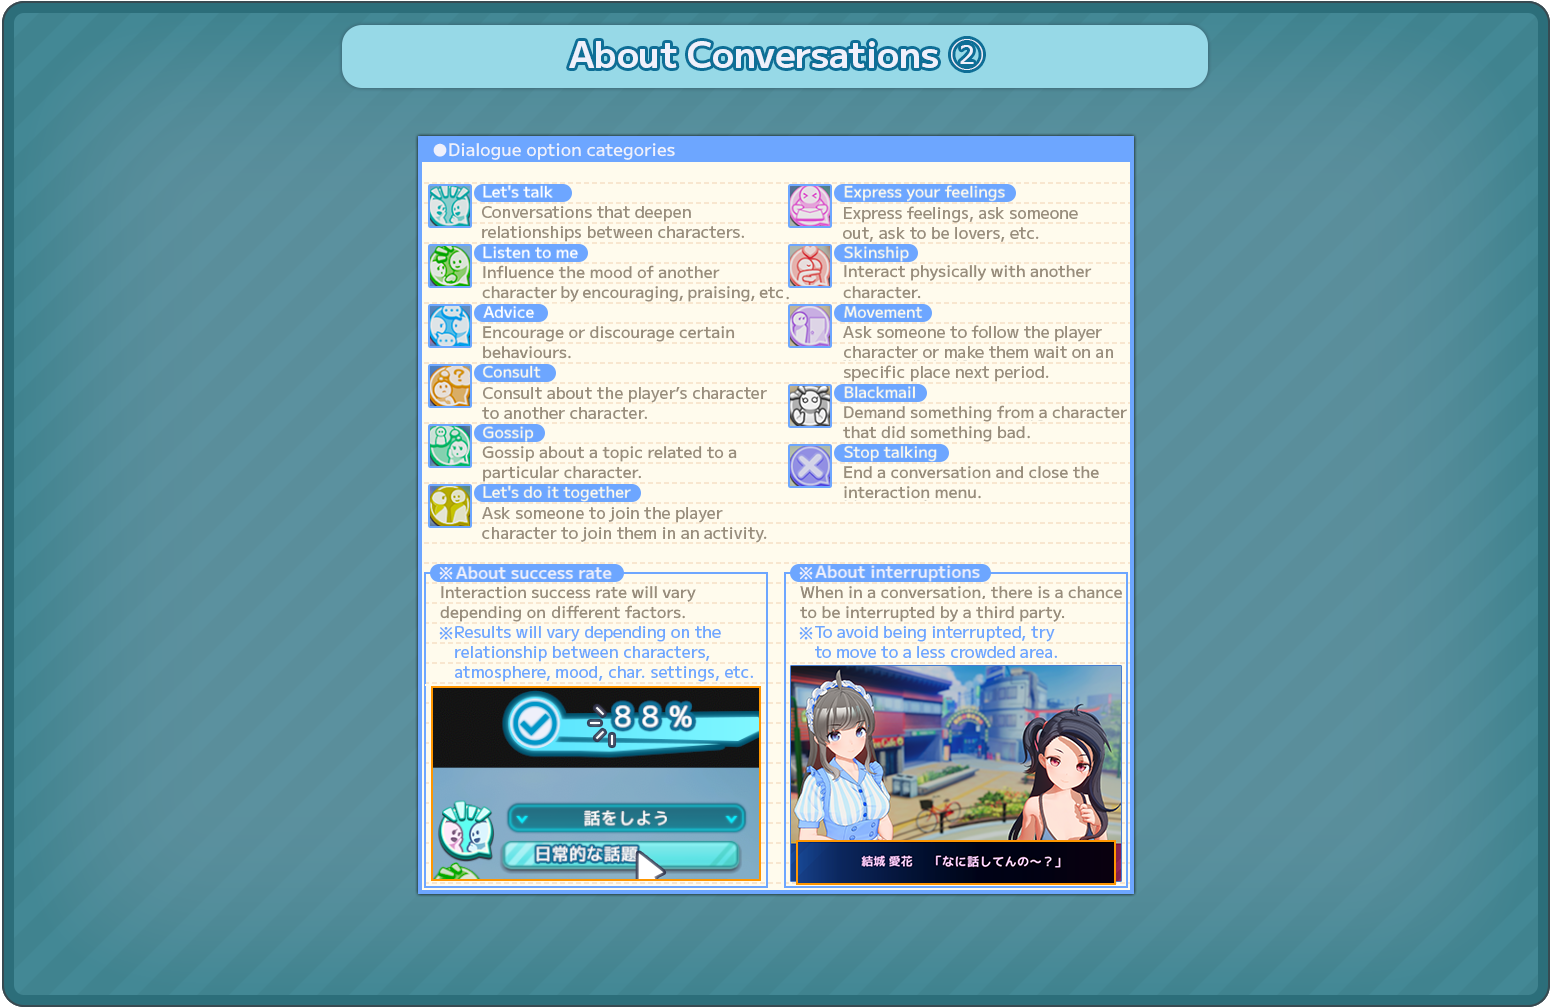 About Conversations ②
●Dialogue option categories
Let's talk
Conversations that deepen
relationships between characters.
Listen to me
Influence the mood of another
character by encouraging, praising, etc.
Advice
Encourage or discourage certain
behaviours.
Consult
Consult about the player's character
to another character.
Gossip
Gossip about a topic related to a
particular character.
Let's do it together
Ask someone to join the player
character to join them in an activity.
Express your feelings
Express feelings, ask someone
out, ask to be lovers, etc.
Skinship
Interact physically with another
character.
Movement
Ask someone to follow the player
character or make them wait on an
specific place next period.
Blackmail
Demand something from a character
that did something bad.
Stop talking
End a conversation and close the
interaction menu.
※About success rate
Interaction success rate will vary
depending on different factors.
※Results will vary depending on the
relationship between characters,
atmosphere, mood, char. settings, etc.
88%
話をしよう
日常的な話題
※About interruptions
When in a conversation, there is a chance
to be interrupted by a third party.
※To avoid being interrupted, try
to move to a less crowded area.
結城 愛花 「なに話してんの～？」